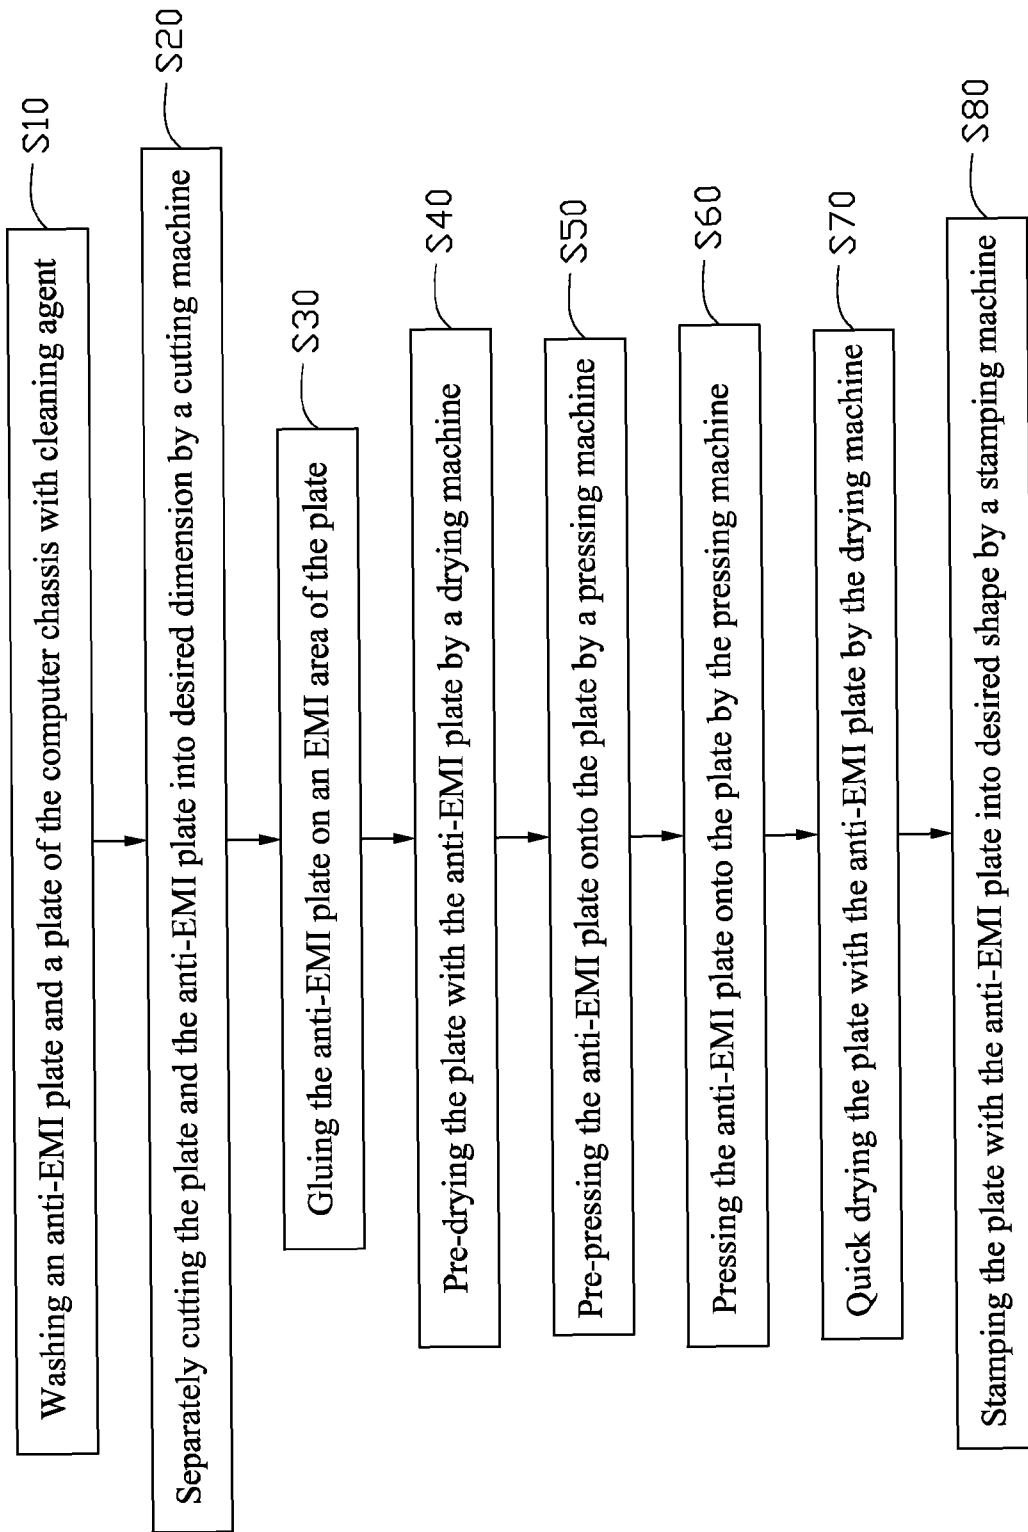 S10
Washing an anti-EMI plate and a plate of the computer chassis with cleaning agent
S20
Separately cutting the plate and the anti-EMI plate into desired dimension by a cutting machine
S30
Gluing the anti-EMI plate on an EMI area of the plate
S40
Pre-drying the plate with the anti-EMI plate by a drying machine
S50
Pre-pressing the anti-EMI plate onto the plate by a pressing machine
S60
Pressing the anti-EMI plate onto the plate by the pressing machine
S70
Quick drying the plate with the anti-EMI plate by the drying machine
S80
Stamping the plate with the anti-EMI plate into desired shape by a stamping machine